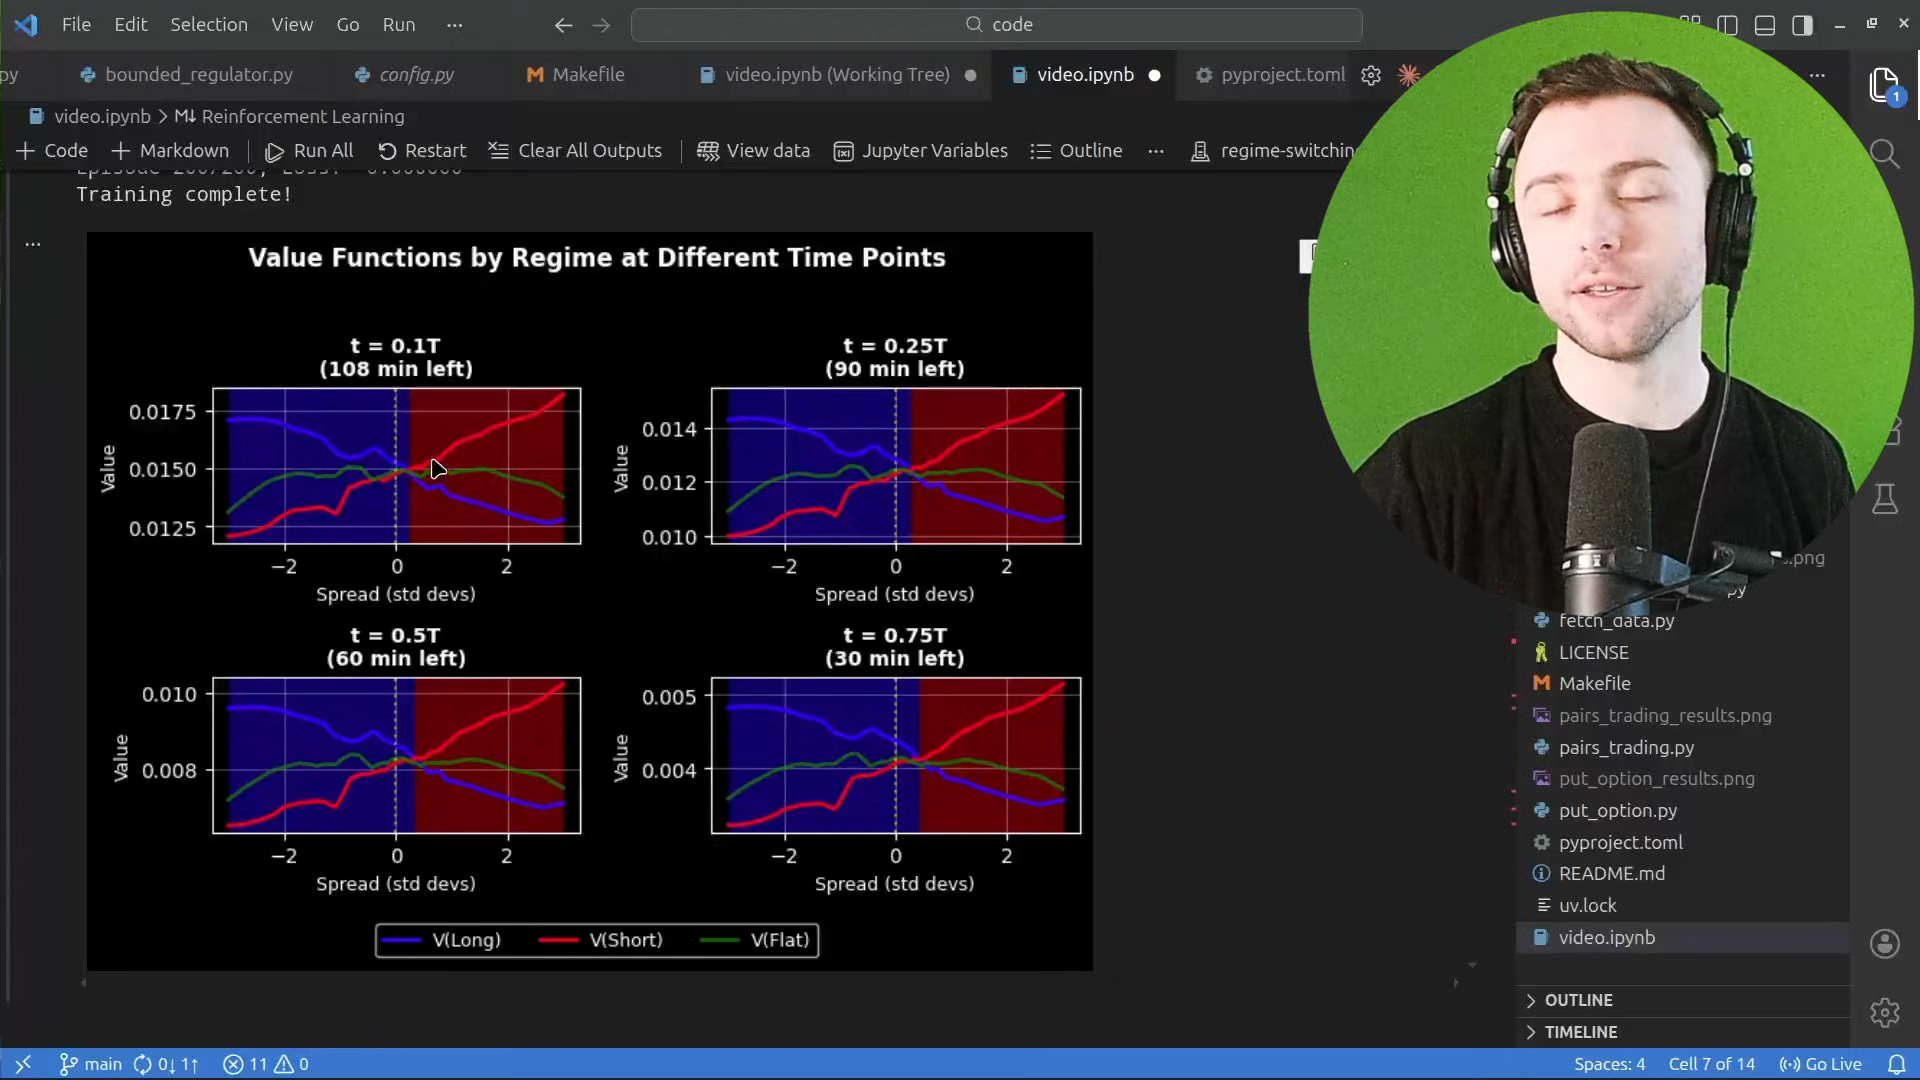 File Edit Selection View Go Run ...
code
py bounded_regulator.py config.py Makefile video.ipynb (Working Tree) video.ipynb pyproject.toml
video.ipynb > M↓ Reinforcement Learning
+ Code + Markdown Run All Restart Clear All Outputs View data Jupyter Variables Outline ... regime-switchin
Training complete!
Value Functions by Regime at Different Time Points
t = 0.1T
(108 min left)
0.0175
0.0150
0.0125
Value
−2 0 2
Spread (std devs)
t = 0.25T
(90 min left)
0.014
0.012
0.010
Value
−2 0 2
Spread (std devs)
t = 0.5T
(60 min left)
0.010
0.008
Value
−2 0 2
Spread (std devs)
t = 0.75T
(30 min left)
0.005
0.004
Value
−2 0 2
Spread (std devs)
V(Long) V(Short) V(Flat)
1
.png
py
fetch_data.py
LICENSE
Makefile
pairs_trading_results.png
pairs_trading.py
put_option_results.png
put_option.py
pyproject.toml
README.md
uv.lock
video.ipynb
OUTLINE
TIMELINE
main 0↓ 1↑ 11 0
Spaces: 4 Cell 7 of 14 Go Live